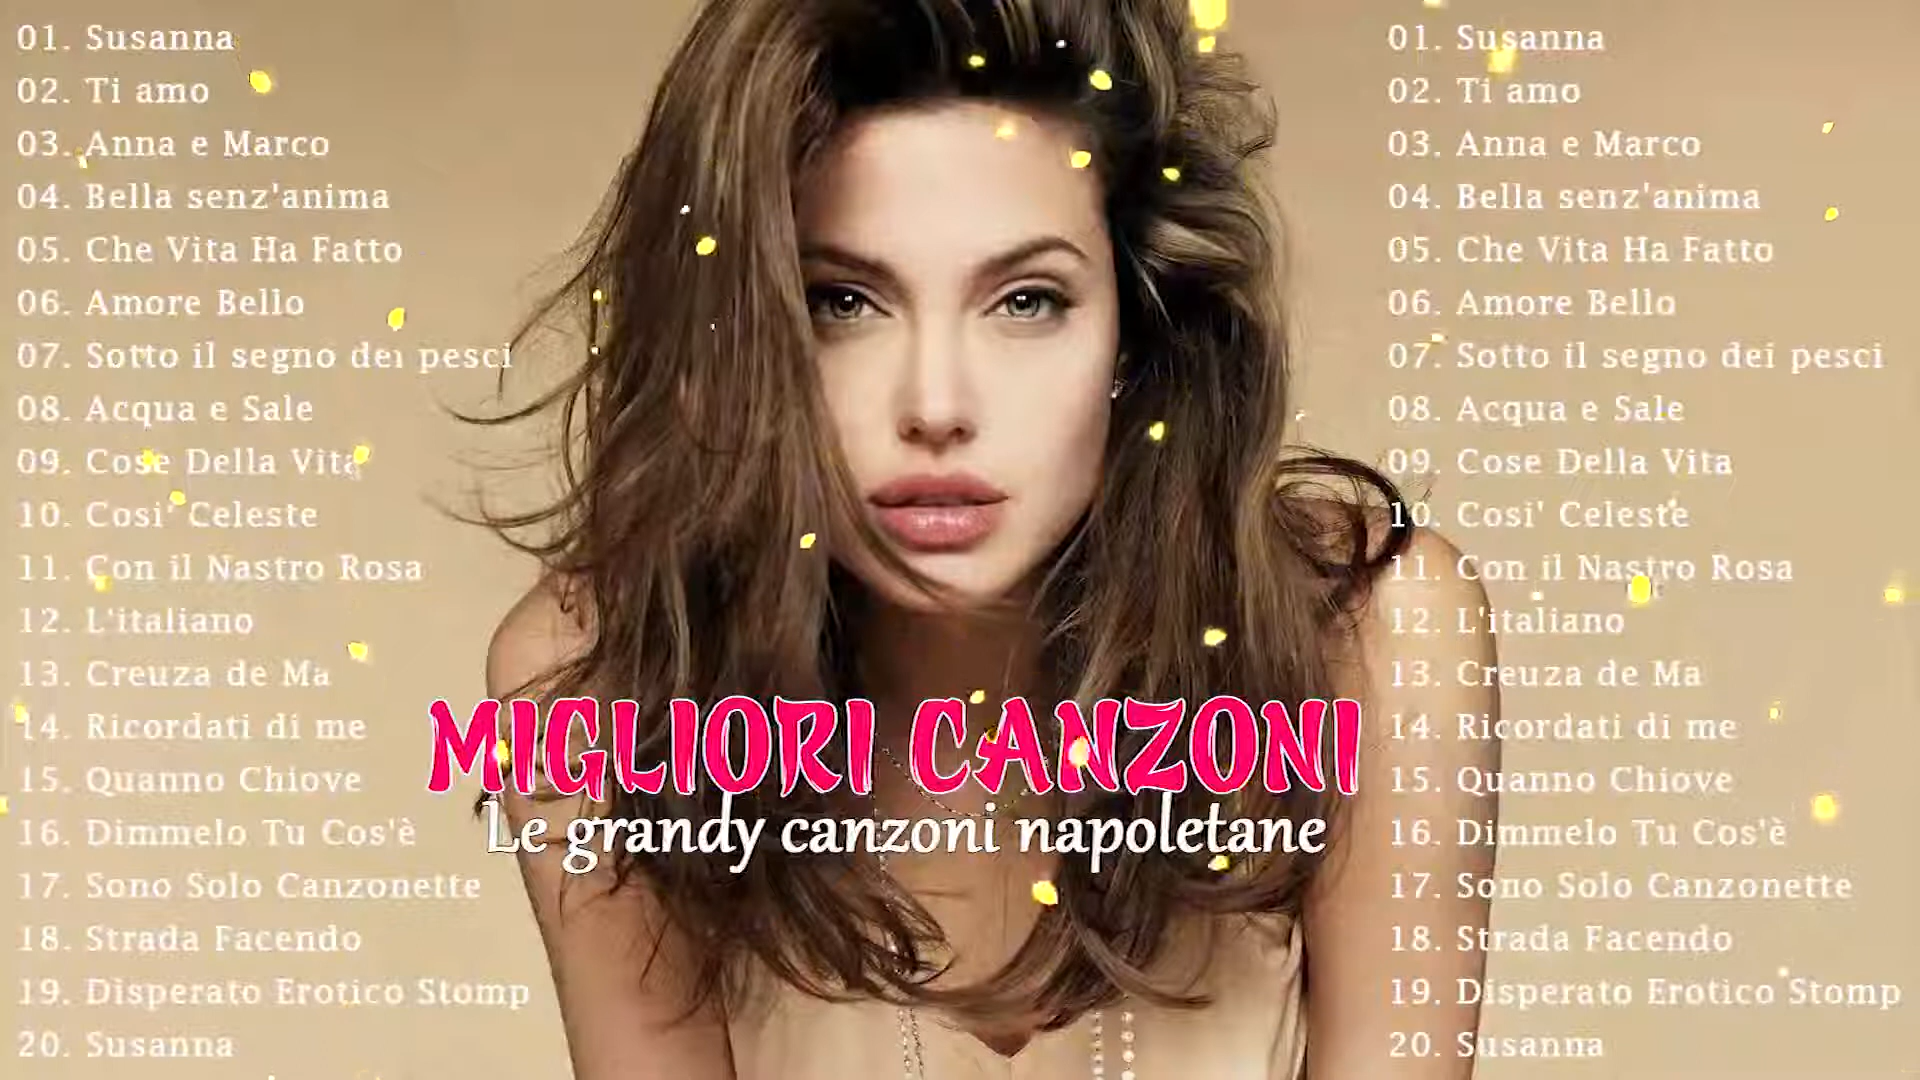 01. Susanna
02. Ti amo
03. Anna e Marco
04. Bella senz'anima
05. Che Vita Ha Fatto
06. Amore Bello
07. Sotto il segno dei pesci
08. Acqua e Sale
09. Cose Della Vita
10. Cosi' Celeste
11. Con il Nastro Rosa
12. L'italiano
13. Creuza de Ma
14. Ricordati di me
15. Quanno Chiove
16. Dimmelo Tu Cos'è
17. Sono Solo Canzonette
18. Strada Facendo
19. Disperato Erotico Stomp
20. Susanna
MIGLIORI CANZONI
Le grandy canzoni napoletane
01. Susanna
02. Ti amo
03. Anna e Marco
04. Bella senz'anima
05. Che Vita Ha Fatto
06. Amore Bello
07. Sotto il segno dei pesci
08. Acqua e Sale
09. Cose Della Vita
10. Cosi' Celeste
11. Con il Nastro Rosa
12. L'italiano
13. Creuza de Ma
14. Ricordati di me
15. Quanno Chiove
16. Dimmelo Tu Cos'è
17. Sono Solo Canzonette
18. Strada Facendo
19. Disperato Erotico Stomp
20. Susanna